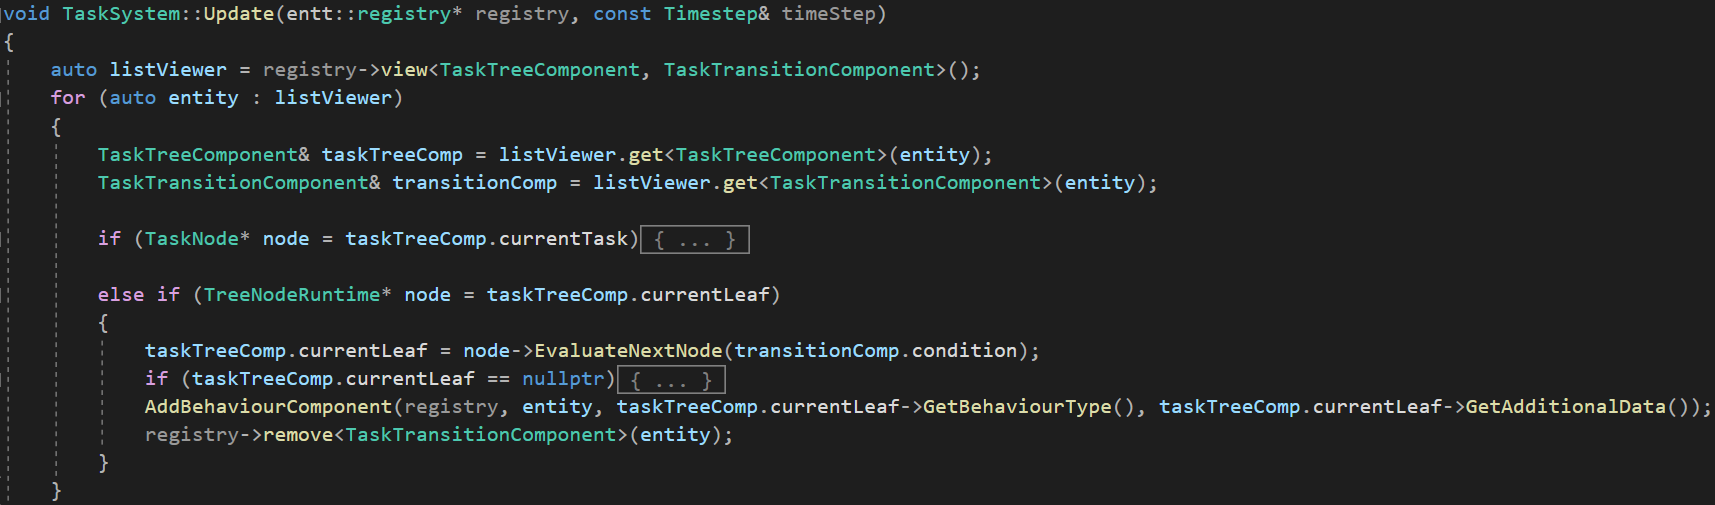 void TaskSystem::Update(entt::registry* registry, const Timestep& timeStep)
{
auto listViewer = registry->view<TaskTreeComponent, TaskTransitionComponent>();
for (auto entity : listViewer)
{
TaskTreeComponent& taskTreeComp = listViewer.get<TaskTreeComponent>(entity);
TaskTransitionComponent& transitionComp = listViewer.get<TaskTransitionComponent>(entity);
if (TaskNode* node = taskTreeComp.currentTask){ ... }
else if (TreeNodeRuntime* node = taskTreeComp.currentLeaf)
{
taskTreeComp.currentLeaf = node->EvaluateNextNode(transitionComp.condition);
if (taskTreeComp.currentLeaf == nullptr){ ... }
AddBehaviourComponent(registry, entity, taskTreeComp.currentLeaf->GetBehaviourType(), taskTreeComp.currentLeaf->GetAdditionalData());
registry->remove<TaskTransitionComponent>(entity);
}
}